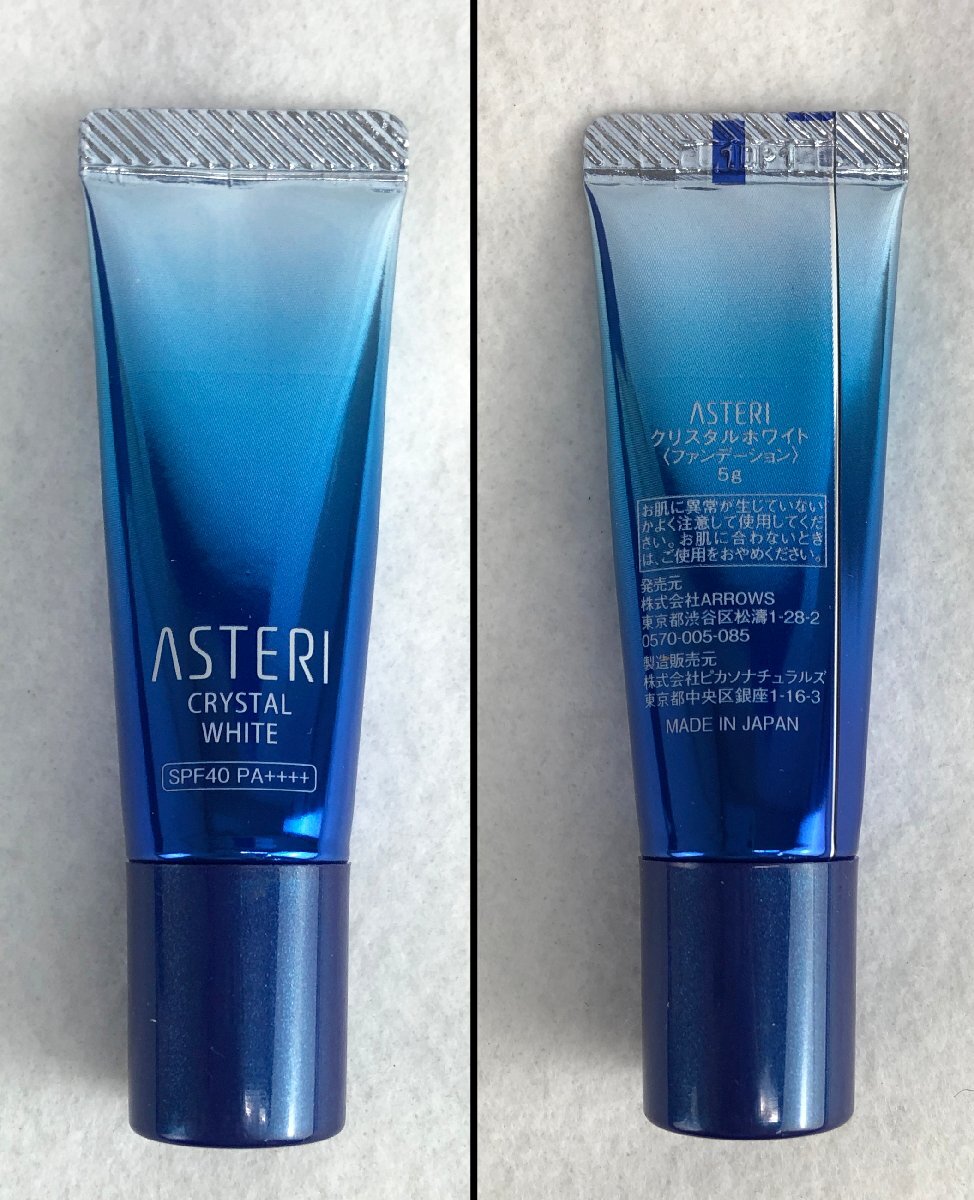 ASTERI
CRYSTAL
WHITE
SPF40 PA++++
ASTERI
クリスタルホワイト
〈ファンデーション〉
5g
お肌に異常が生じていない
かよく注意して使用してくだ
さい。お肌に合わないとき
は、ご使用をおやめください。
発売元
株式会社ARROWS
東京都渋谷区松濤1-28-2
0570-005-085
製造販売元
株式会社ピカソナチュラルズ
東京都中央区銀座1-16-3
MADE IN JAPAN